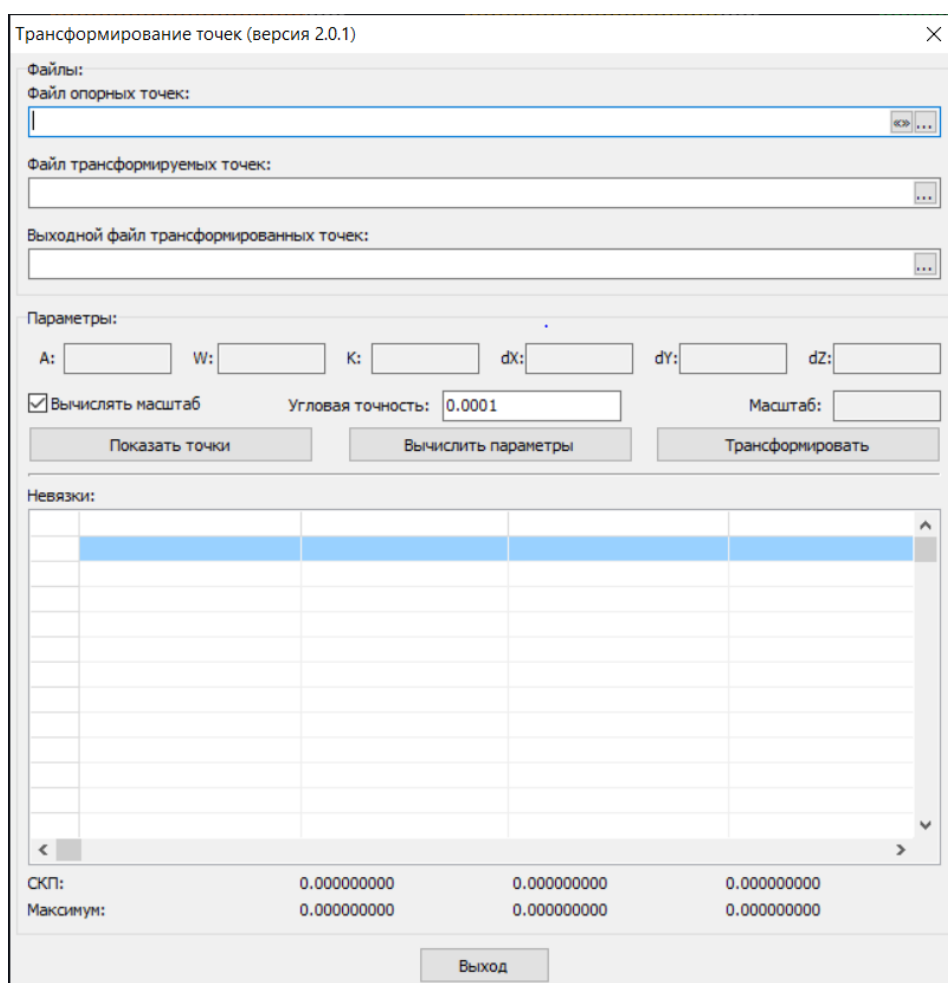 Трансформирование точек (версия 2.0.1)
Файлы:
Файл опорных точек:
«»
...
Файл трансформируемых точек:
...
Выходной файл трансформированных точек:
...
Параметры:
A: W: K: dX: dY: dZ:
Вычислять масштаб Угловая точность: 0.0001 Масштаб:
Показать точки Вычислить параметры Трансформировать
Невязки:
СКП: 0.000000000 0.000000000 0.000000000
Максимум: 0.000000000 0.000000000 0.000000000
Выход